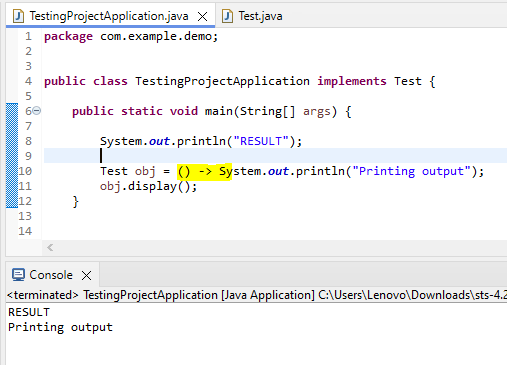 TestingProjectApplication.java Test.java
1 package com.example.demo;
2
3
4 public class TestingProjectApplication implements Test {
5
6 public static void main(String[] args) {
7
8 System.out.println("RESULT");
9
10 Test obj = () -> System.out.println("Printing output");
11 obj.display();
12 }
13
14
Console
<terminated> TestingProjectApplication [Java Application] C:\Users\Lenovo\Downloads\sts-4.2
RESULT
Printing output